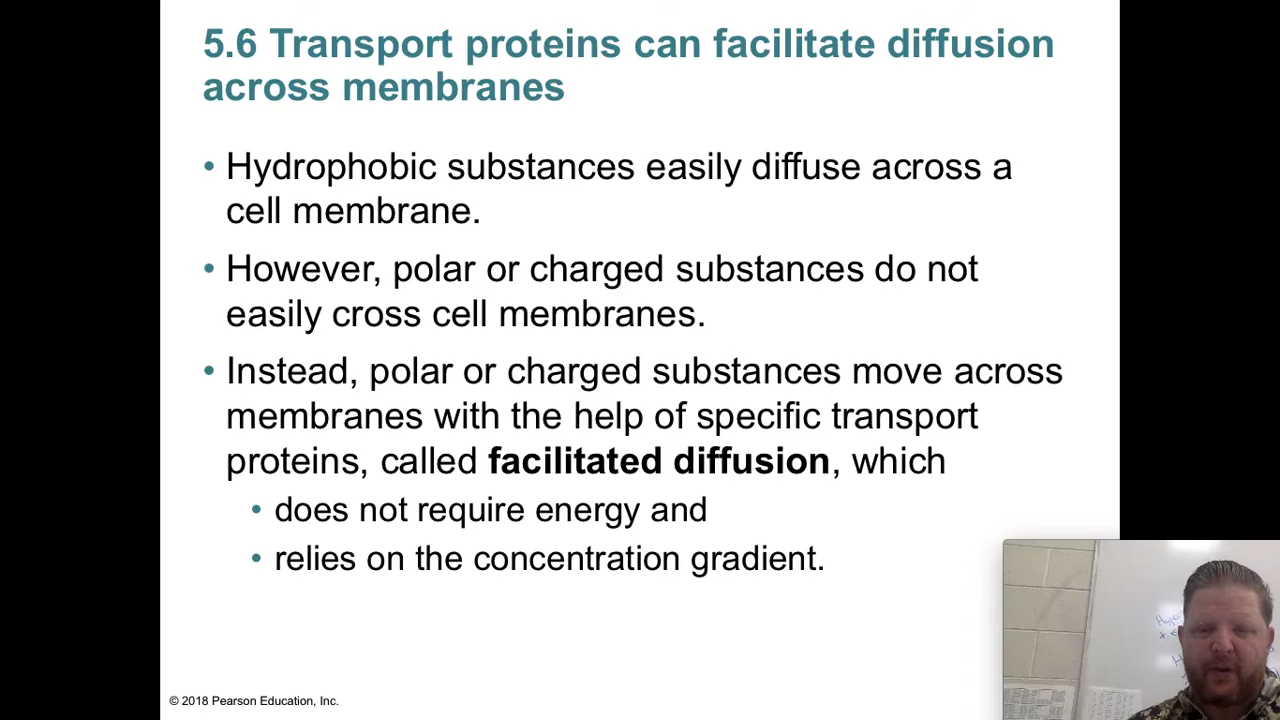 5.6 Transport proteins can facilitate diffusion
across membranes
• Hydrophobic substances easily diffuse across a
cell membrane.
• However, polar or charged substances do not
easily cross cell membranes.
• Instead, polar or charged substances move across
membranes with the help of specific transport
proteins, called facilitated diffusion, which
• does not require energy and
• relies on the concentration gradient.
© 2018 Pearson Education, Inc.